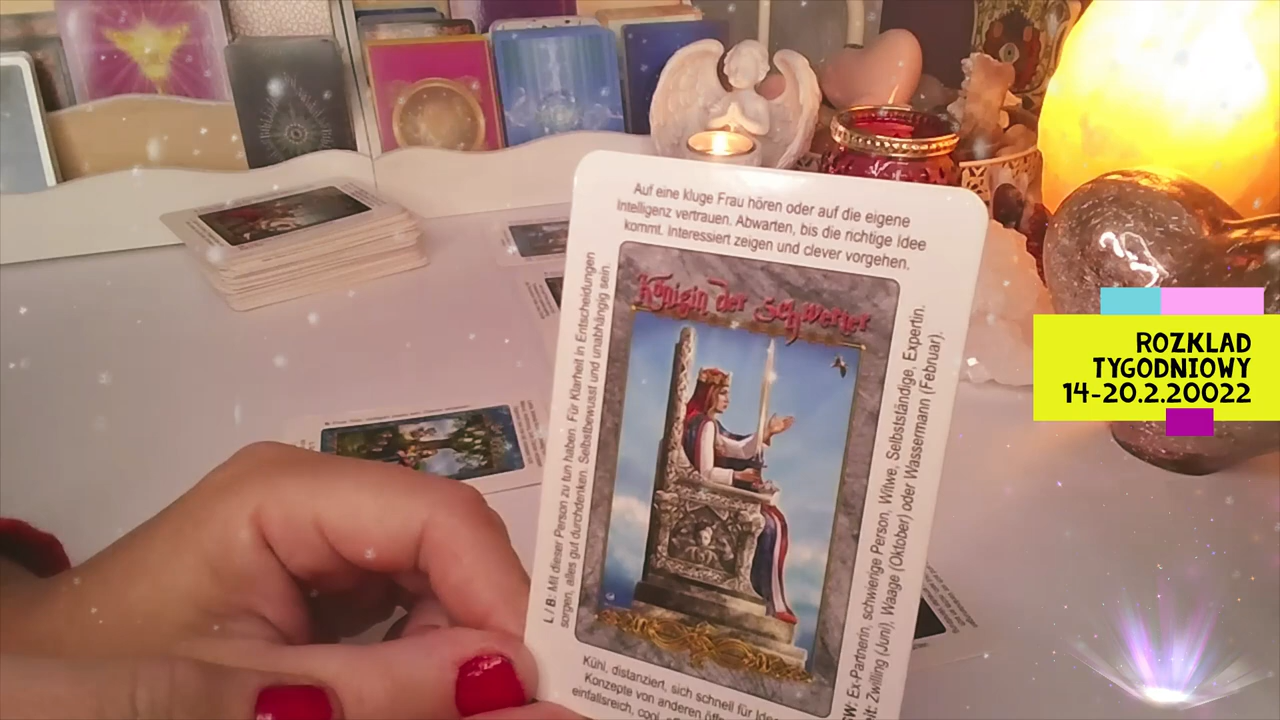 Auf eine kluge Frau hören oder auf die eigene
Intelligenz vertrauen. Abwarten, bis die richtige Idee
kommt. Interessiert zeigen und clever vorgehen.
Königin der Schwerter
L / B: Mit dieser Person zu tun haben. Für Klarheit in Entscheidungen
sorgen, alles gut durchdenken. Selbstbewusst und unabhängig sein.
SW: Ex-Partnerin, schwierige Person, Witwe, Selbstständige, Expertin.
Zwilling (Juni), Waage (Oktober) oder Wassermann (Februar).
Kühl, distanziert, sich schnell für
Konzepte von anderen
einfallsreich, cool,
ROZKLAD
TYGODNIOWY
14-20.2.20022